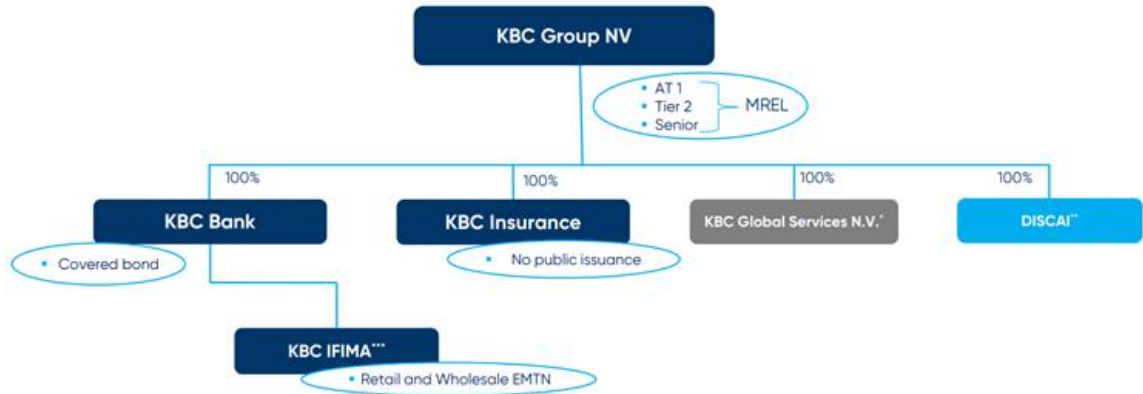 KBC Group NV
• AT 1
• Tier 2
• Senior
MREL
100%
100%
100%
100%
KBC Bank
KBC Insurance
KBC Global Services N.V.*
DISCAI**
• Covered bond
• No public issuance
KBC IFIMA***
• Retail and Wholesale EMTN